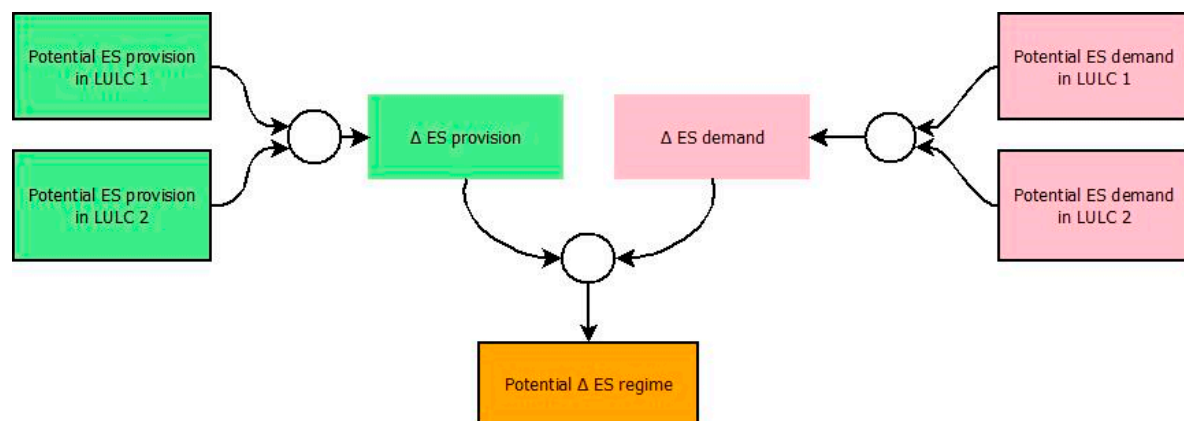 Potential ES provision
in LULC 1
Potential ES demand
in LULC 1
Δ ES provision
Δ ES demand
Potential ES provision
in LULC 2
Potential ES demand
in LULC 2
Potential Δ ES regime